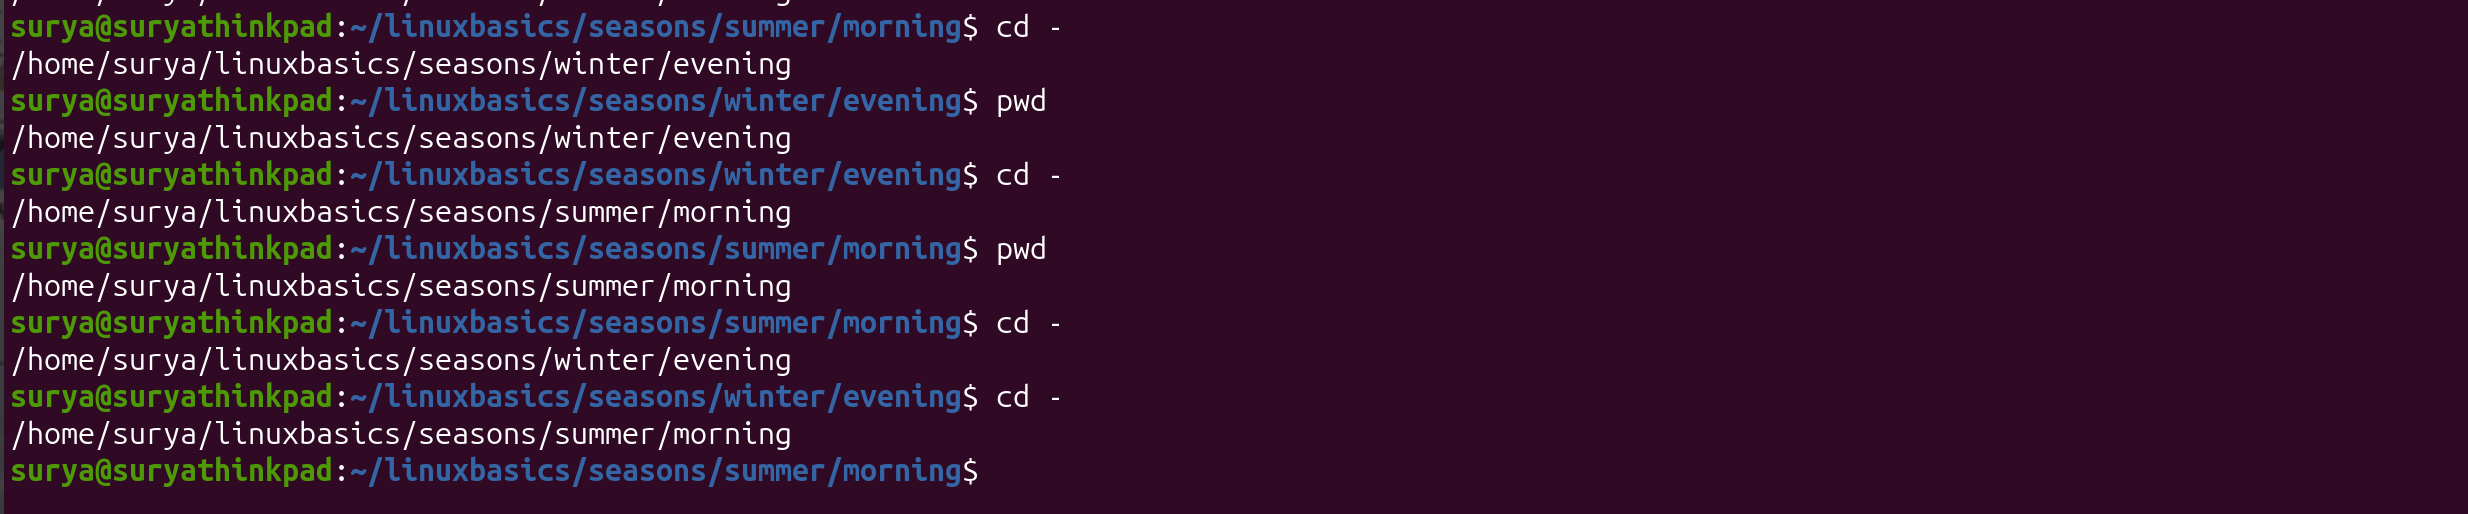 surya@suryathinkpad:~/linuxbasics/seasons/summer/morning$ cd -
/home/surya/linuxbasics/seasons/winter/evening
surya@suryathinkpad:~/linuxbasics/seasons/winter/evening$ pwd
/home/surya/linuxbasics/seasons/winter/evening
surya@suryathinkpad:~/linuxbasics/seasons/winter/evening$ cd -
/home/surya/linuxbasics/seasons/summer/morning
surya@suryathinkpad:~/linuxbasics/seasons/summer/morning$ pwd
/home/surya/linuxbasics/seasons/summer/morning
surya@suryathinkpad:~/linuxbasics/seasons/summer/morning$ cd -
/home/surya/linuxbasics/seasons/winter/evening
surya@suryathinkpad:~/linuxbasics/seasons/winter/evening$ cd -
/home/surya/linuxbasics/seasons/summer/morning
surya@suryathinkpad:~/linuxbasics/seasons/summer/morning$